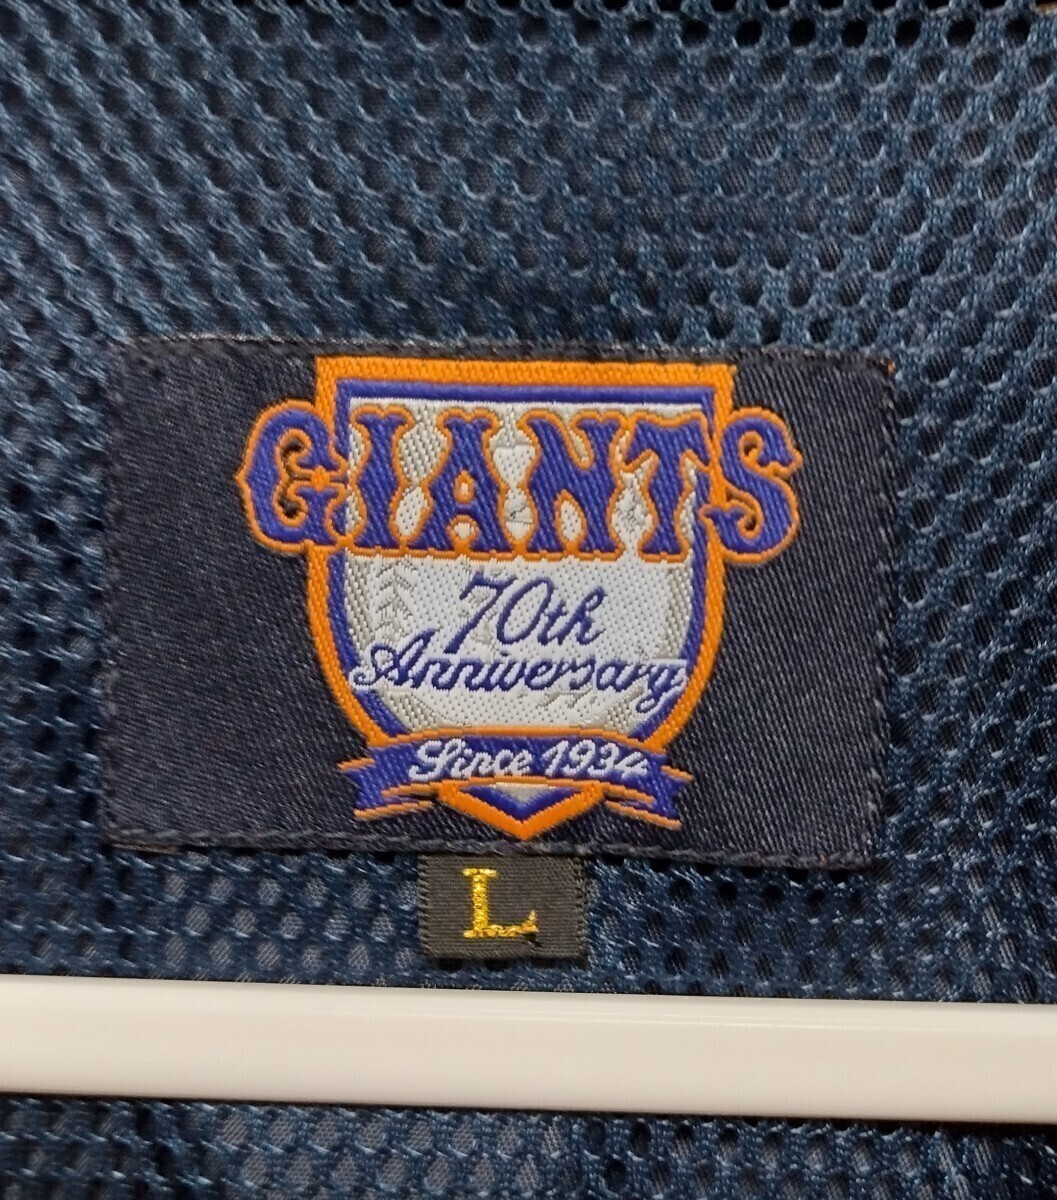 GIANTS
70th
Anniversary
Since 1934
L